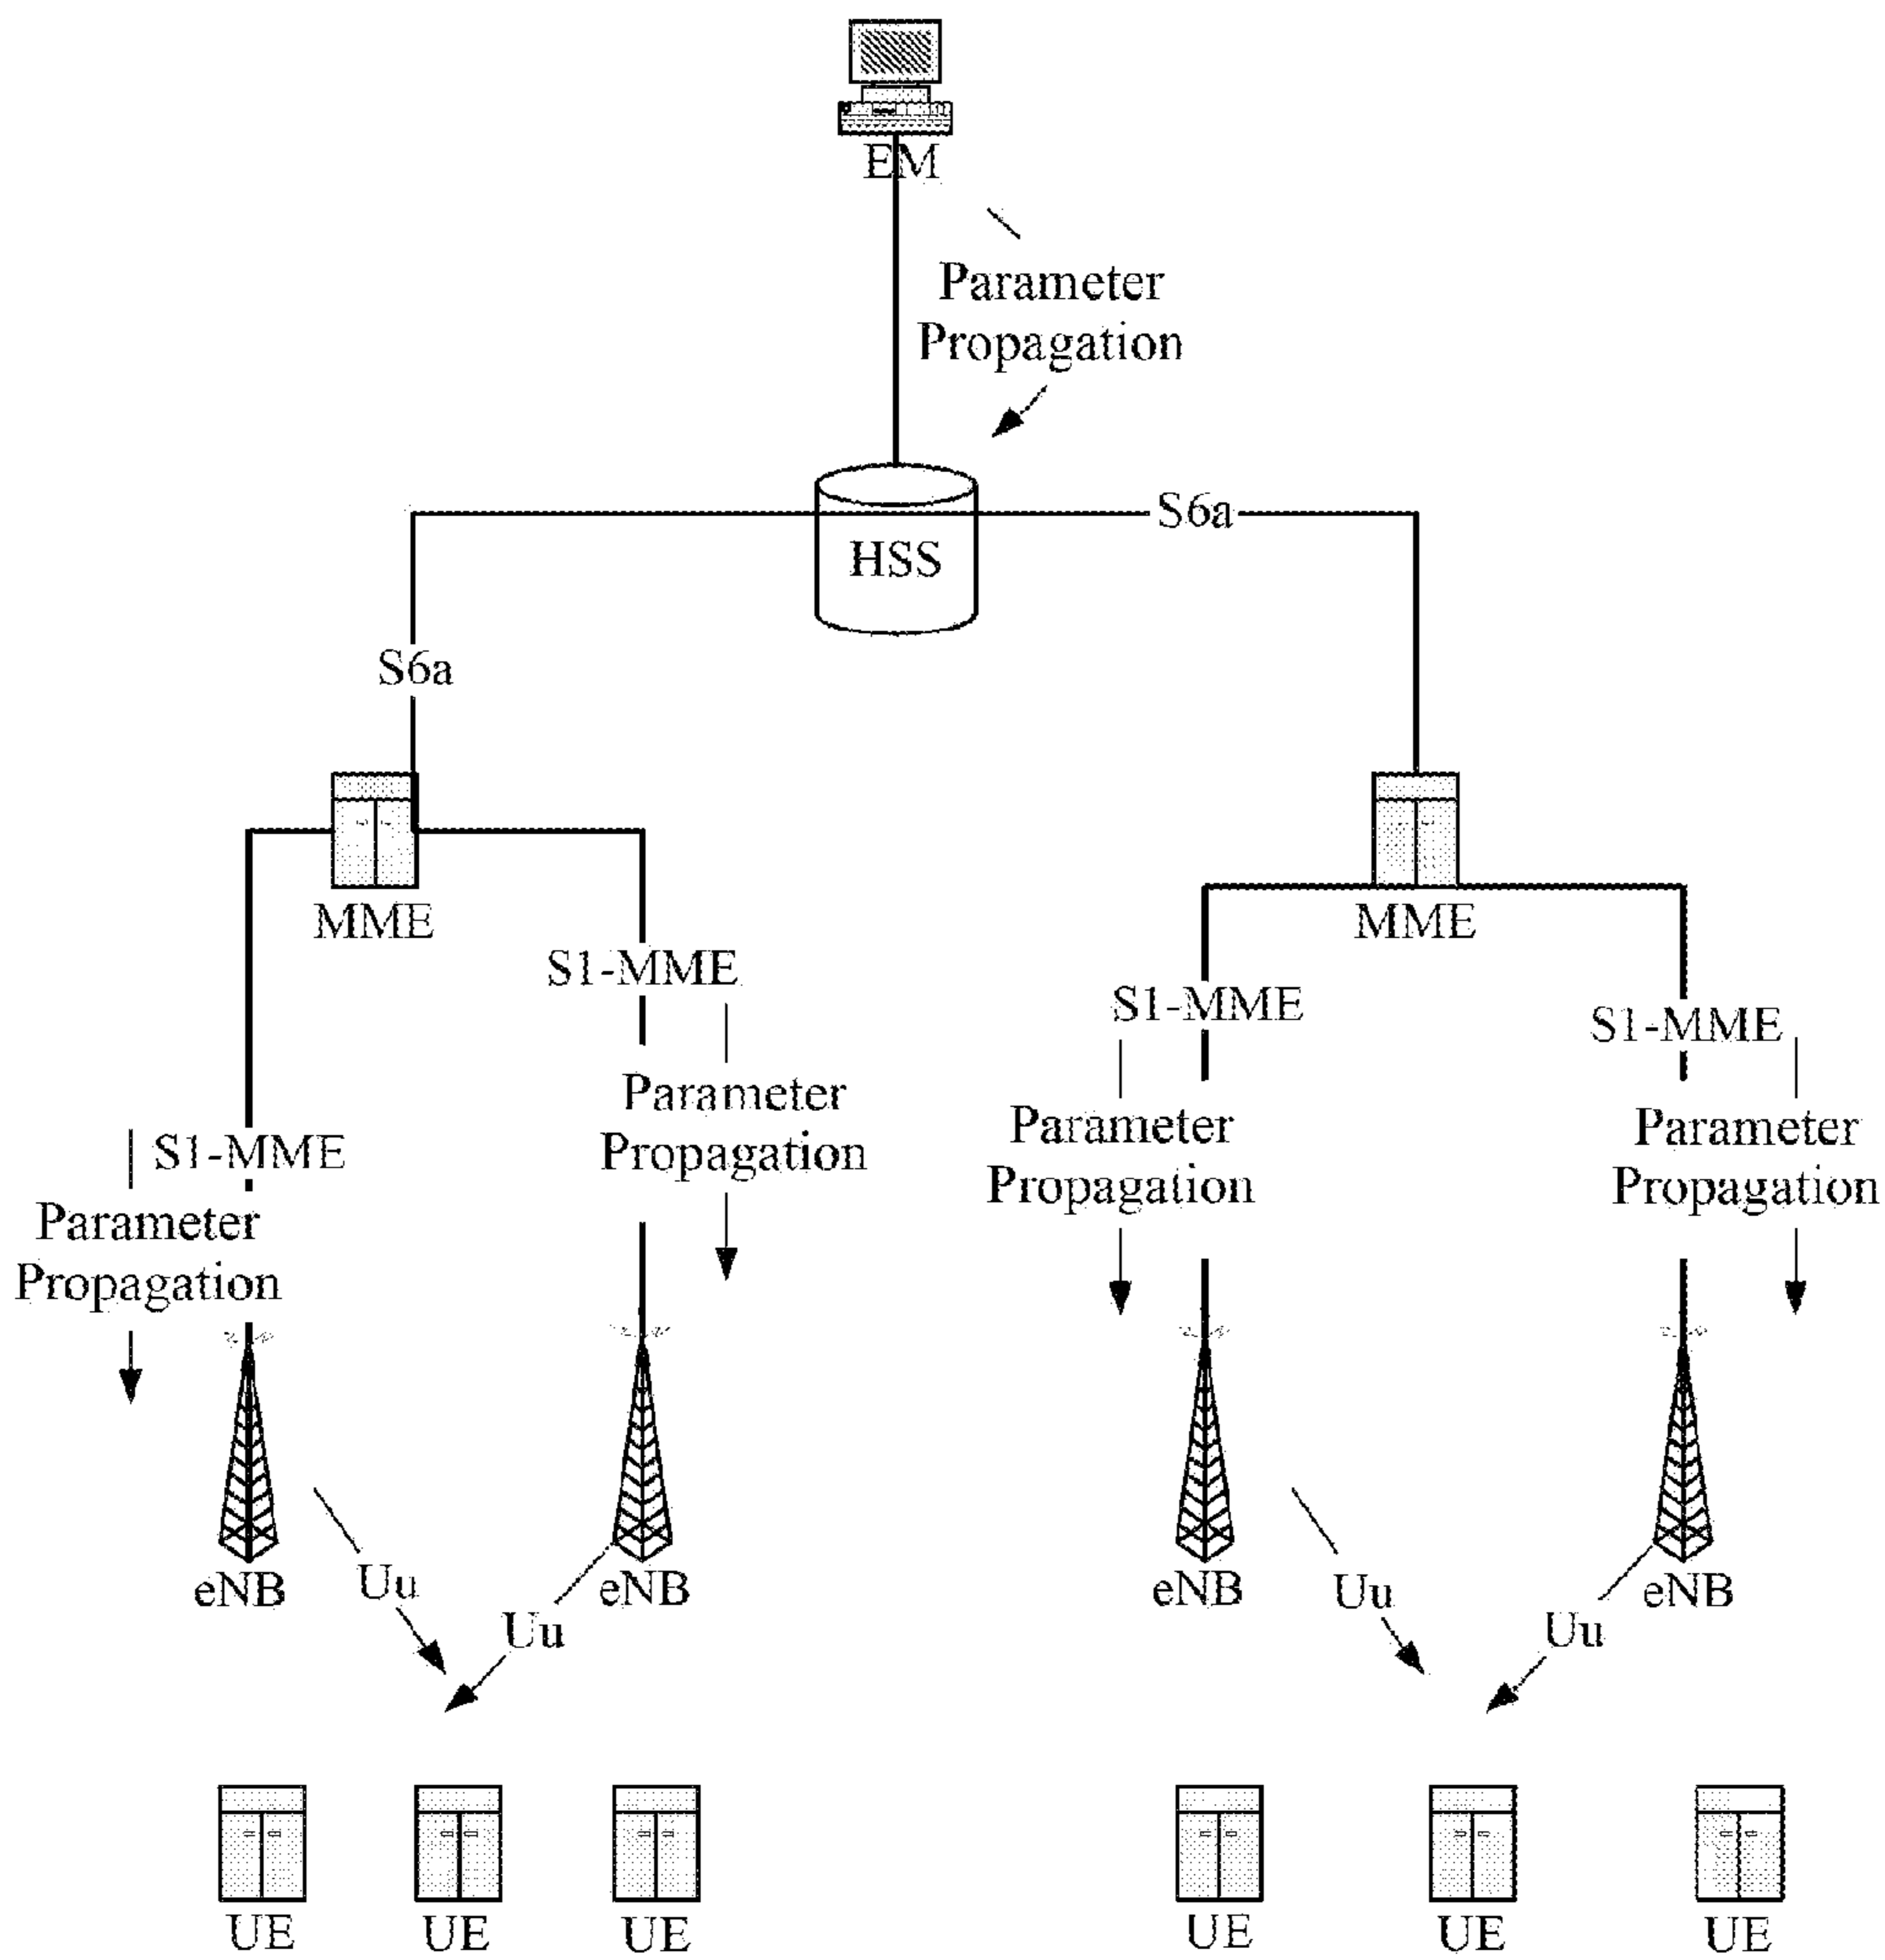 EM
Parameter
Propagation
S6a
HSS
S6a
MME
MME
S1-MME
S1-MME
S1-MME
Parameter
Propagation
Parameter
Propagation
Parameter
Propagation
S1-MME
Parameter
Propagation
eNB
Uu
Uu
eNB
eNB
Uu
Uu
eNB
UE
UE
UE
UE
UE
UE